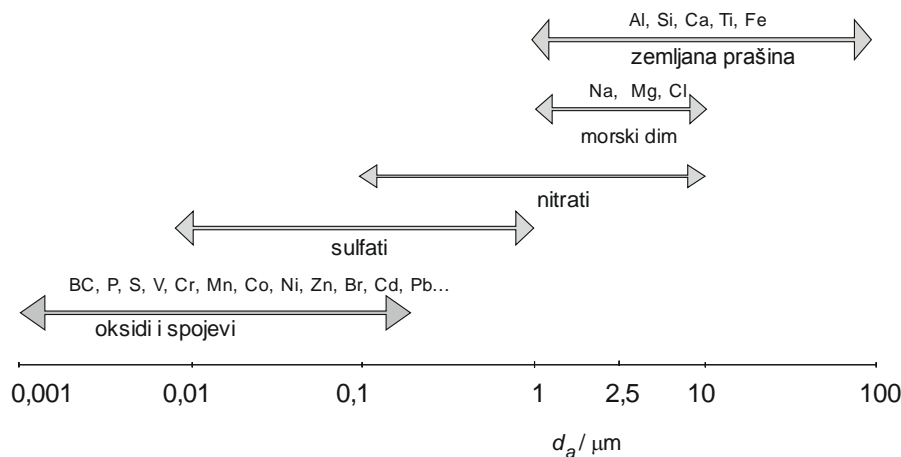 Al, Si, Ca, Ti, Fe
zemljana prašina
Na, Mg, Cl
morski dim
nitrati
sulfati
BC, P, S, V, Cr, Mn, Co, Ni, Zn, Br, Cd, Pb...
oksidi i spojevi
0,001 0,01 0,1 1 2,5 10 100
da / μm